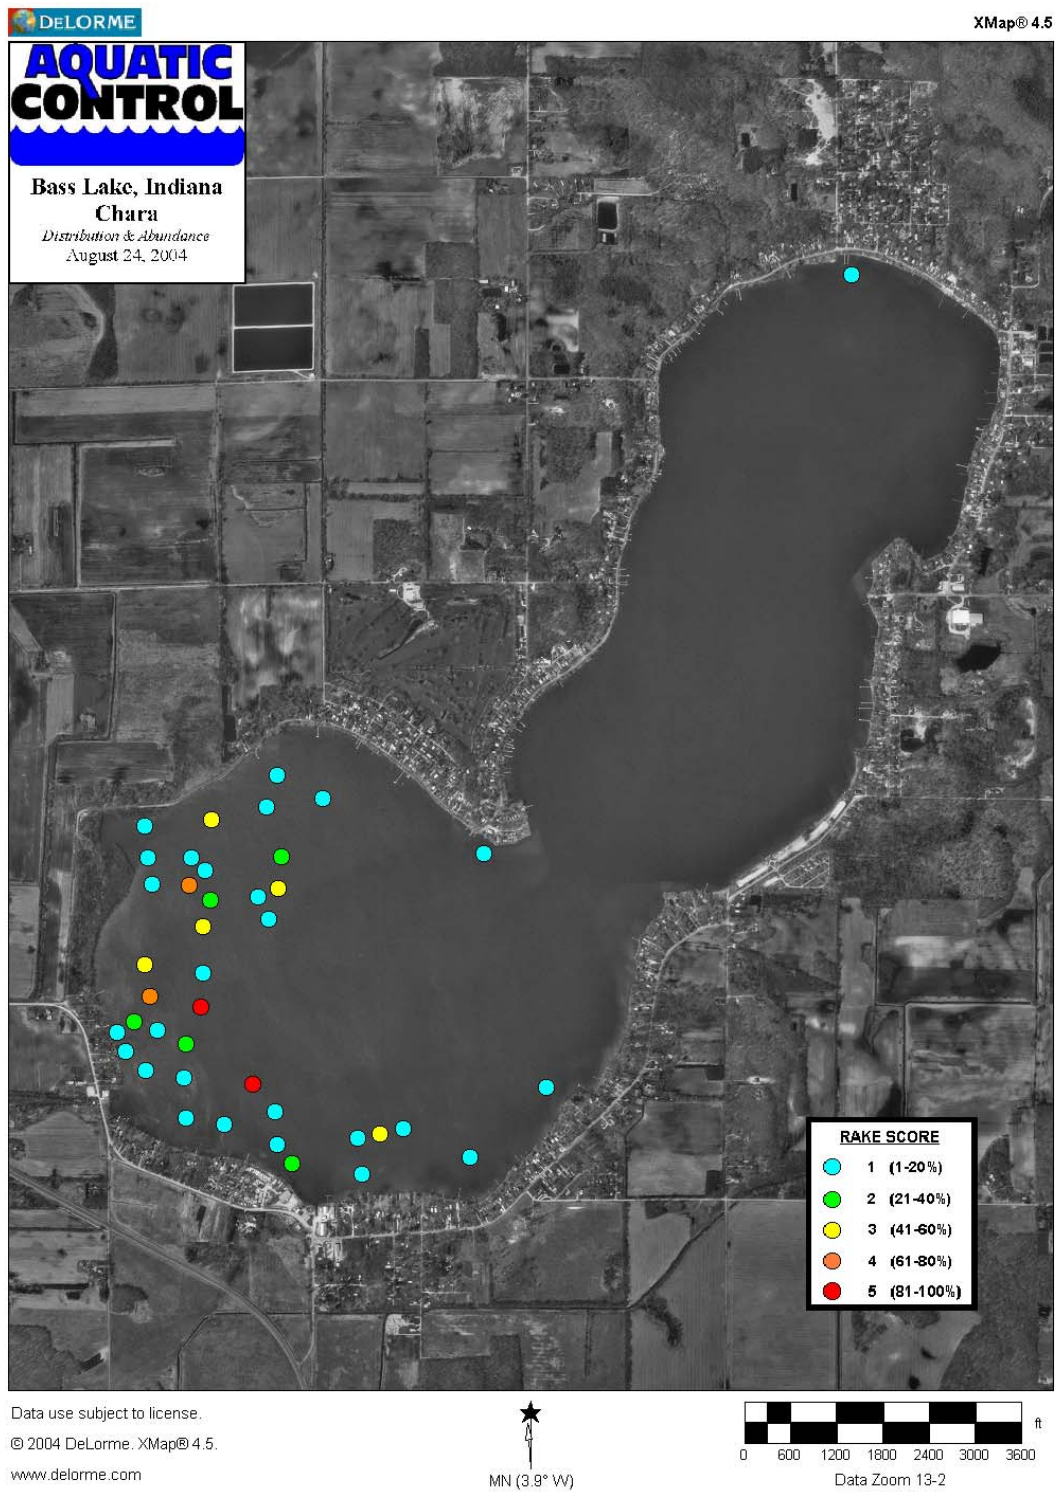 DELORME
XMap® 4.5
AQUATIC
CONTROL
Bass Lake, Indiana
Chara
Distribution & Abundance
August 24, 2004
RAKE SCORE
1 (1-20%)
2 (21-40%)
3 (41-60%)
4 (61-80%)
5 (81-100%)
Data use subject to license.
© 2004 DeLorme. XMap® 4.5.
www.delorme.com
MN (3.9° W)
ft
0 600 1200 1800 2400 3000 3600
Data Zoom 13-2